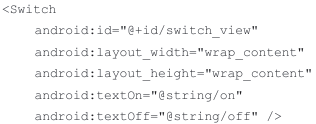 <Switch
    android:id="@+id/switch_view"
    android:layout_width="wrap_content"
    android:layout_height="wrap_content"
    android:textOn="@string/on"
    android:textOff="@string/off" />